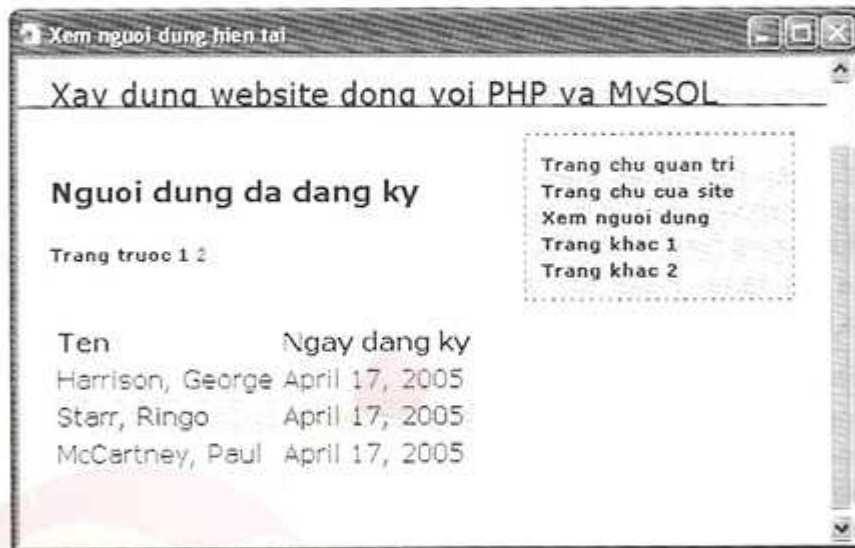 Xem nguoi dung hien tai
Xay dung website dong voi PHP va MySQL
Nguoi dung da dang ky
Trang truoc 1 2
Trang chu quan tri
Trang chu cua site
Xem nguoi dung
Trang khac 1
Trang khac 2
Ten Ngay dang ky
Harrison, George April 17, 2005
Starr, Ringo April 17, 2005
McCartney, Paul April 17, 2005